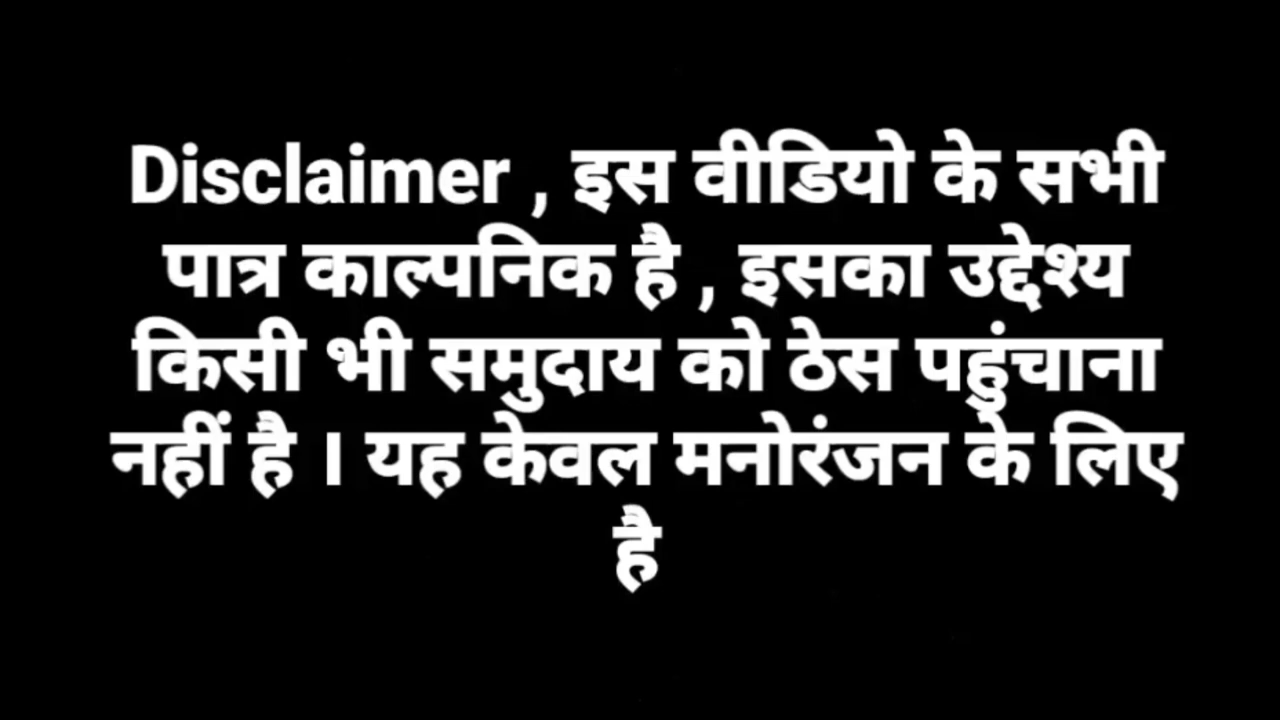 Disclaimer , इस वीडियो के सभी
पात्र काल्पनिक है , इसका उद्देश्य
किसी भी समुदाय को ठेस पहुंचाना
नहीं है । यह केवल मनोरंजन के लिए
है